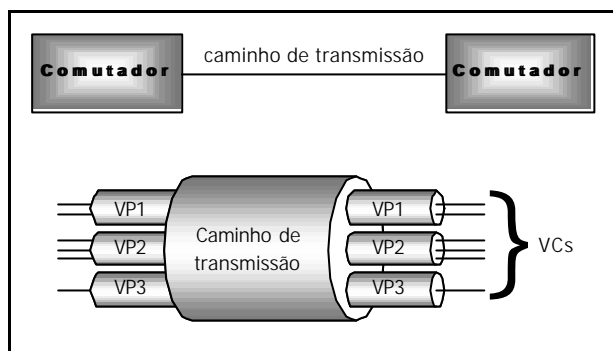 Comutador
caminho de transmissão
Comutador
VP1
VP2
VP3
Caminho de
transmissão
VP1
VP2
VP3
VCs